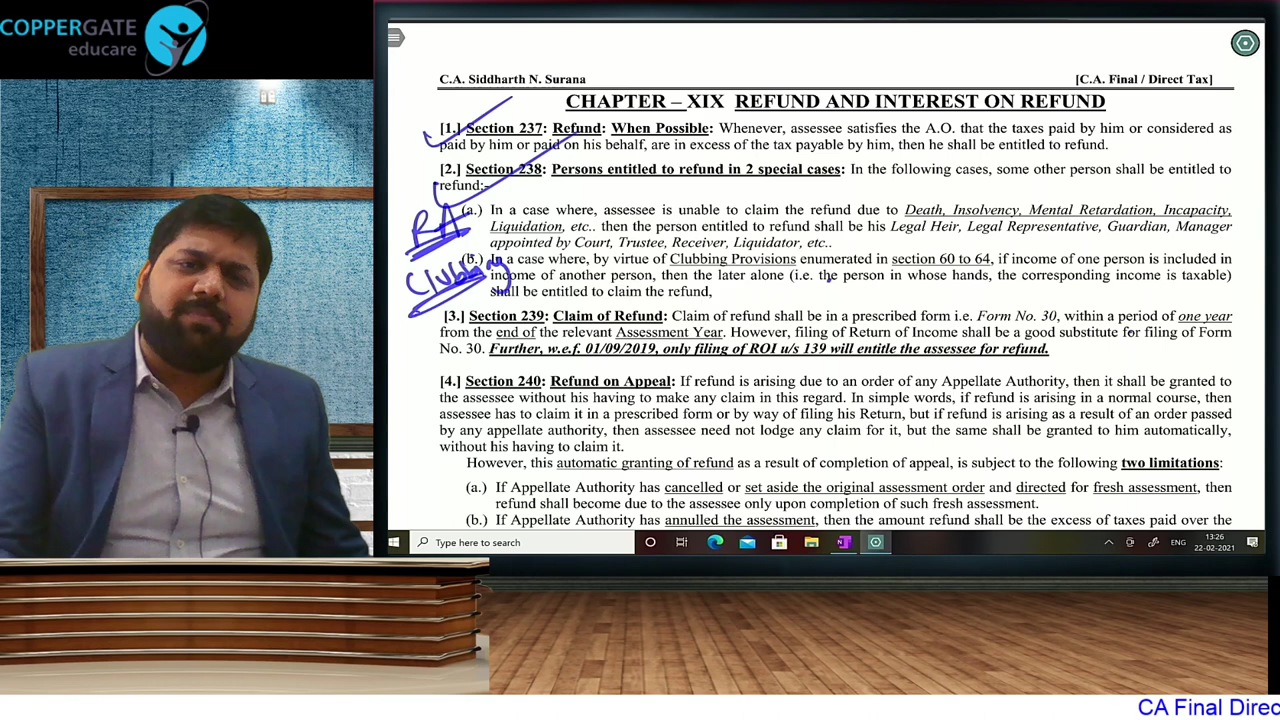 COPPERGATE
educare
C.A. Siddharth N. Surana [C.A. Final / Direct Tax]
CHAPTER – XIX REFUND AND INTEREST ON REFUND
[1.] Section 237: Refund: When Possible: Whenever, assessee satisfies the A.O. that the taxes paid by him or considered as
paid by him or paid on his behalf, are in excess of the tax payable by him, then he shall be entitled to refund.
[2.] Section 238: Persons entitled to refund in 2 special cases: In the following cases, some other person shall be entitled to
refund:-
(a.) In a case where, assessee is unable to claim the refund due to Death, Insolvency, Mental Retardation, Incapacity,
RA
Liquidation, etc.. then the person entitled to refund shall be his Legal Heir, Legal Representative, Guardian, Manager
appointed by Court, Trustee, Receiver, Liquidator, etc..
(b.) In a case where, by virtue of Clubbing Provisions enumerated in section 60 to 64, if income of one person is included in
Clubbing
income of another person, then the later alone (i.e. the person in whose hands, the corresponding income is taxable)
shall be entitled to claim the refund,
[3.] Section 239: Claim of Refund: Claim of refund shall be in a prescribed form i.e. Form No. 30, within a period of one year
from the end of the relevant Assessment Year. However, filing of Return of Income shall be a good substitute for filing of Form
No. 30. Further, w.e.f. 01/09/2019, only filing of ROI u/s 139 will entitle the assessee for refund.
[4.] Section 240: Refund on Appeal: If refund is arising due to an order of any Appellate Authority, then it shall be granted to
the assessee without his having to make any claim in this regard. In simple words, if refund is arising in a normal course, then
assessee has to claim it in a prescribed form or by way of filing his Return, but if refund is arising as a result of an order passed
by any appellate authority, then assessee need not lodge any claim for it, but the same shall be granted to him automatically,
without his having to claim it.
However, this automatic granting of refund as a result of completion of appeal, is subject to the following two limitations:
(a.) If Appellate Authority has cancelled or set aside the original assessment order and directed for fresh assessment, then
refund shall become due to the assessee only upon completion of such fresh assessment.
(b.) If Appellate Authority has annulled the assessment, then the amount refund shall be the excess of taxes paid over the
Type here to search
ENG
13:26
22-02-2021
CA Final Direc